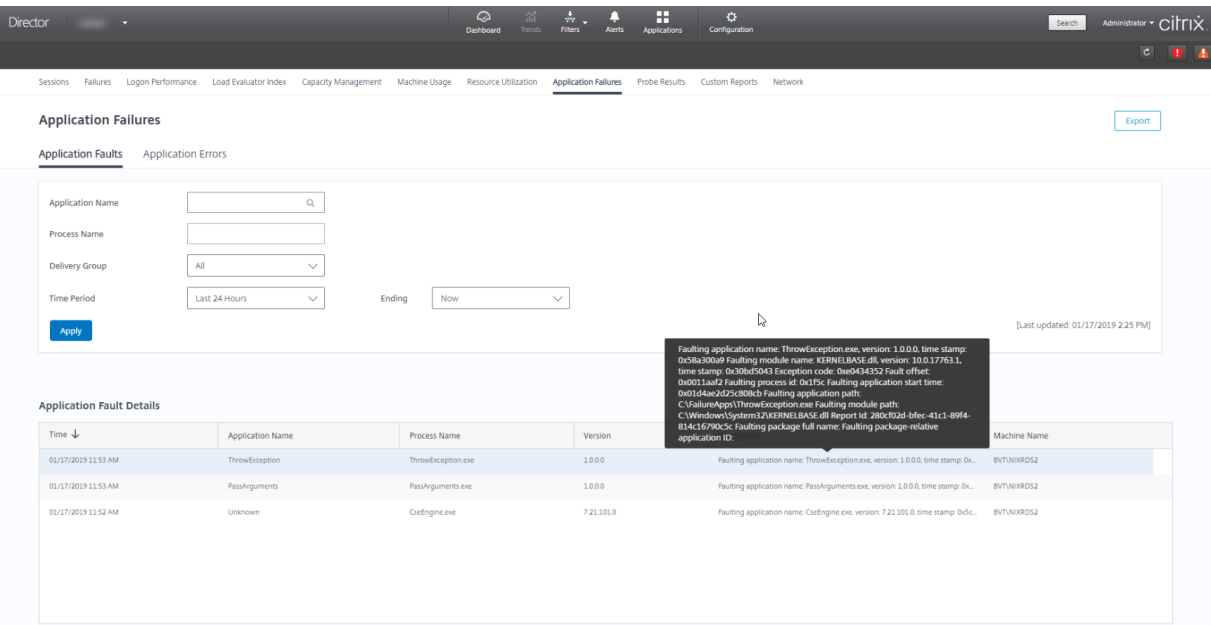 Director
Dashboard
Trends
Filters
Alerts
Applications
Configuration
Search
Administrator
citrix
Sessions Failures Logon Performance Load Evaluator Index Capacity Management Machine Usage Resource Utilization Application Failures Probe Results Custom Reports Network
Application Failures
Export
Application Faults Application Errors
Application Name
Process Name
Delivery Group All
Time Period Last 24 Hours Ending Now
Apply
[Last updated: 01/17/2019 2:25 PM]
Faulting application name: ThrowException.exe, version: 1.0.0.0, time stamp:
0x58a300a9 Faulting module name: KERNELBASE.dll, version: 10.0.17763.1,
time stamp: 0x30bd5043 Exception code: 0xe0434352 Fault offset:
0x0011aaf2 Faulting process id: 0x1f5c Faulting application start time:
0x01d4ae2d25c808cb Faulting application path:
C:\FailureApps\ThrowException.exe Faulting module path:
C:\Windows\System32\KERNELBASE.dll Report Id: 280cf02d-bfec-41c1-89f4-
814c16790c5c Faulting package full name: Faulting package-relative
application ID:
Application Fault Details
Time Application Name Process Name Version Machine Name
01/17/2019 11:53 AM ThrowException ThrowException.exe 1.0.0.0 Faulting application name: ThrowException.exe, version: 1.0.0.0, time stamp: 0x... BVT\NIXRDS2
01/17/2019 11:53 AM PassArguments PassArguments.exe 1.0.0.0 Faulting application name: PassArguments.exe, version: 1.0.0.0, time stamp: 0x... BVT\NIXRDS2
01/17/2019 11:52 AM Unknown CseEngine.exe 7.21.101.0 Faulting application name: CseEngine.exe, version: 7.21.101.0, time stamp: 0x5c... BVT\NIXRDS2